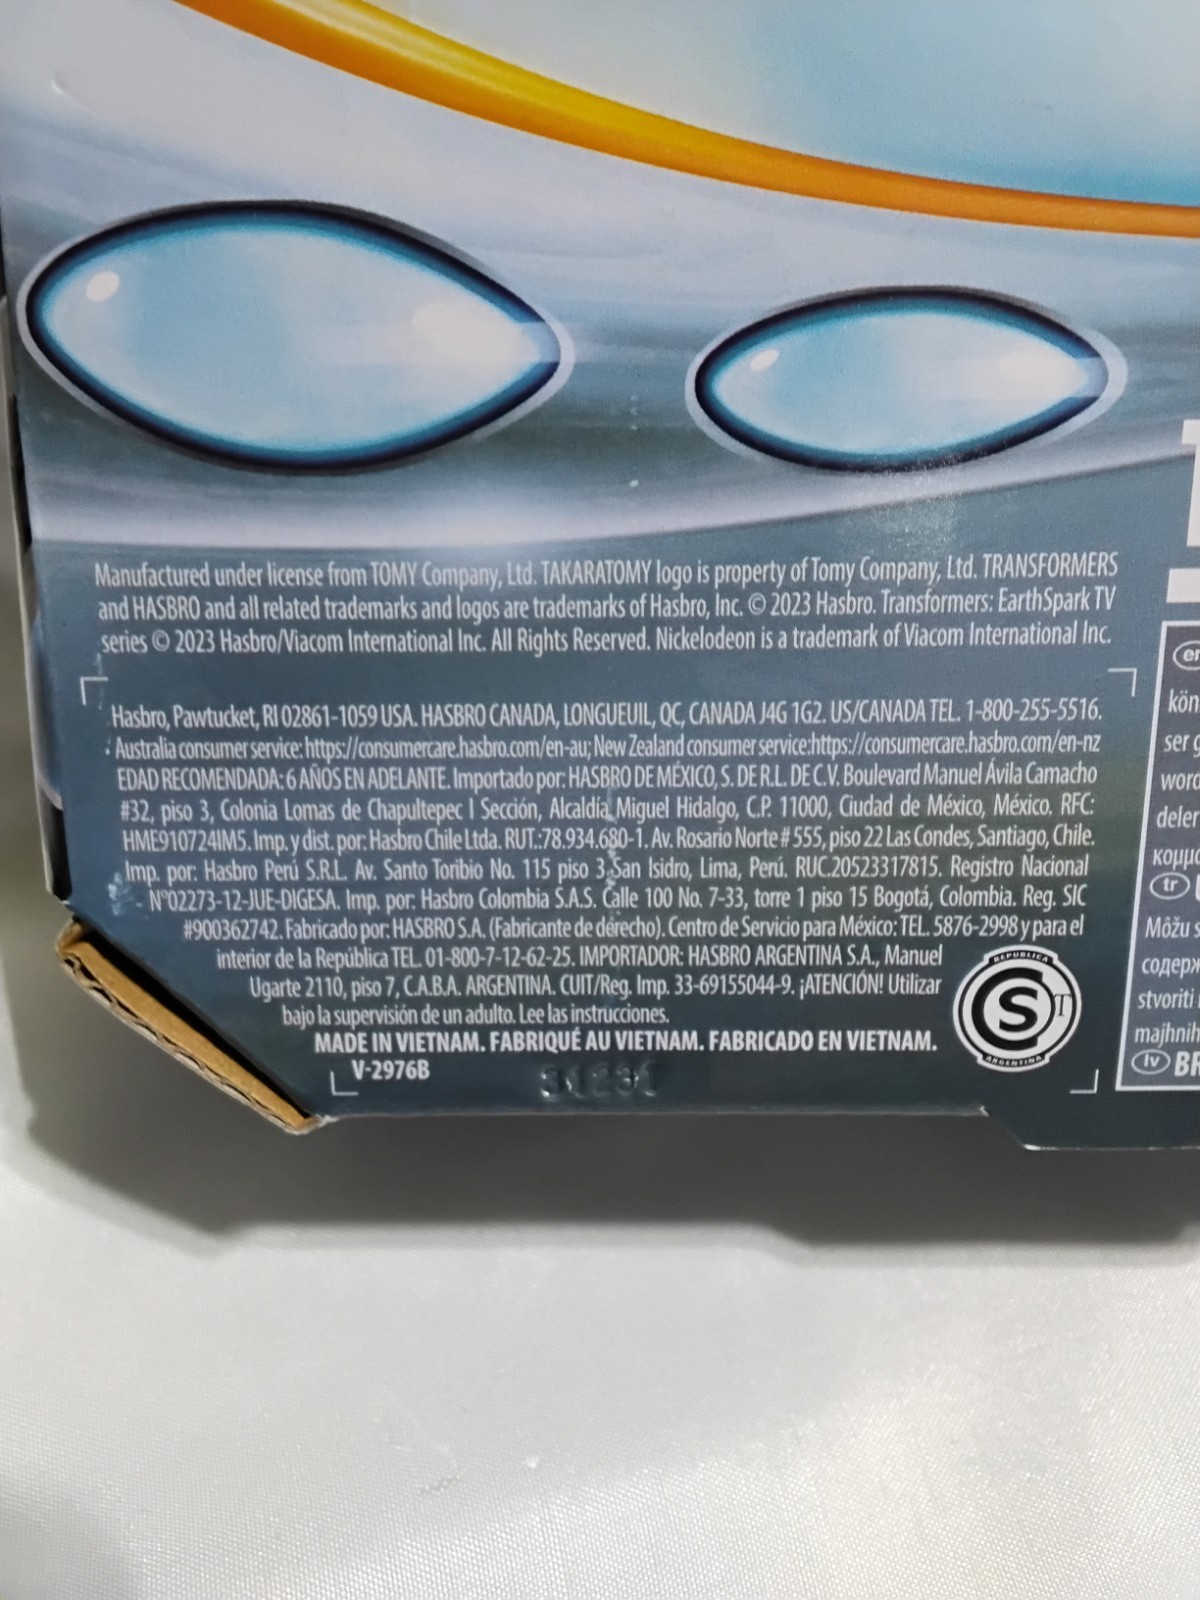 Manufactured under license from TOMY Company, Ltd. TAKARATOMY logo is property of Tomy Company, Ltd. TRANSFORMERS
and HASBRO and all related trademarks and logos are trademarks of Hasbro, Inc. © 2023 Hasbro. Transformers: EarthSpark TV
series © 2023 Hasbro/Viacom International Inc. All Rights Reserved. Nickelodeon is a trademark of Viacom International Inc.
Hasbro, Pawtucket, RI 02861-1059 USA. HASBRO CANADA, LONGUEUIL, QC, CANADA J4G 1G2. US/CANADA TEL. 1-800-255-5516.
Australia consumer service: https://consumercare.hasbro.com/en-au; New Zealand consumer service:https://consumercare.hasbro.com/en-nz
EDAD RECOMENDADA: 6 AÑOS EN ADELANTE. Importado por: HASBRO DE MÉXICO, S. DE R.L. DE C.V. Boulevard Manuel Ávila Camacho
#32, piso 3, Colonia Lomas de Chapultepec I Sección, Alcaldía Miguel Hidalgo, C.P. 11000, Ciudad de México, México. RFC:
HME910724IM5. Imp. y dist. por: Hasbro Chile Ltda. RUT.:78.934.680-1. Av. Rosario Norte # 555, piso 22 Las Condes, Santiago, Chile.
Imp. por: Hasbro Perú S.R.L. Av. Santo Toribio No. 115 piso 3 San Isidro, Lima, Perú. RUC.20523317815. Registro Nacional
N°02273-12-JUE-DIGESA. Imp. por: Hasbro Colombia S.A.S. Calle 100 No. 7-33, torre 1 piso 15 Bogotá, Colombia. Reg. SIC
#900362742. Fabricado por: HASBRO S.A. (Fabricante de derecho). Centro de Servicio para México: TEL. 5876-2998 y para el
interior de la República TEL. 01-800-7-12-62-25. IMPORTADOR: HASBRO ARGENTINA S.A., Manuel
Ugarte 2110, piso 7, C.A.B.A. ARGENTINA. CUIT/Reg. Imp. 33-69155044-9. ¡ATENCIÓN! Utilizar
bajo la supervisión de un adulto. Lee las instrucciones.
MADE IN VIETNAM. FABRIQUÉ AU VIETNAM. FABRICADO EN VIETNAM.
V-2976B
REPUBLICA
S T
ARGENTINA
ser
tr
Môžu
stvoriti
majhnih
lv